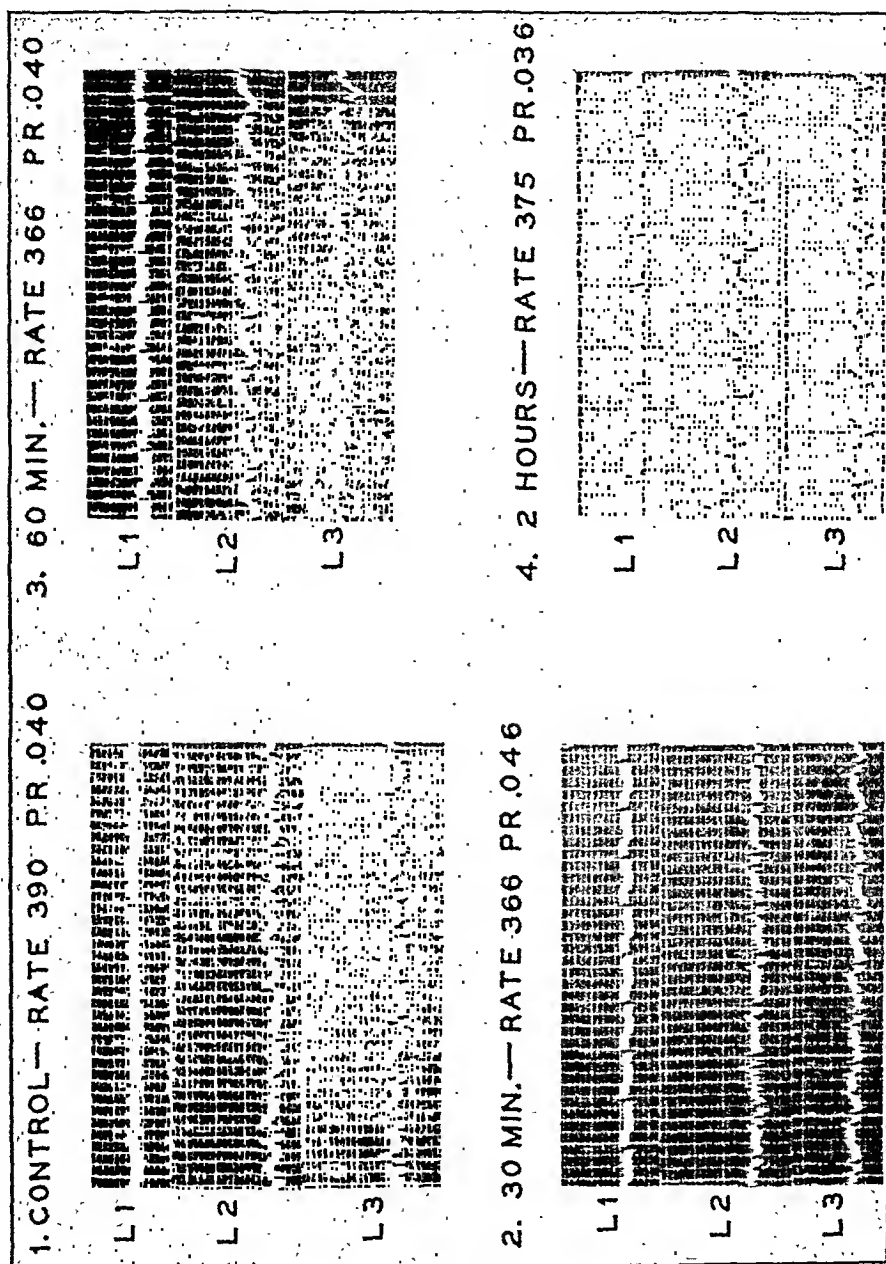 1. CONTROL — RATE 390 PR .040
L1
L2
L3
2. 30 MIN. — RATE 366 PR .046
L1
L2
L3
3. 60 MIN. — RATE 366 PR .040
L1
L2
L3
4. 2 HOURS — RATE 375 PR .036
L1
L2
L3